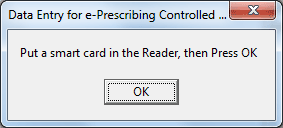 Data Entry for e-Prescribing Controlled ...
Put a smart card in the Reader, then Press OK
OK